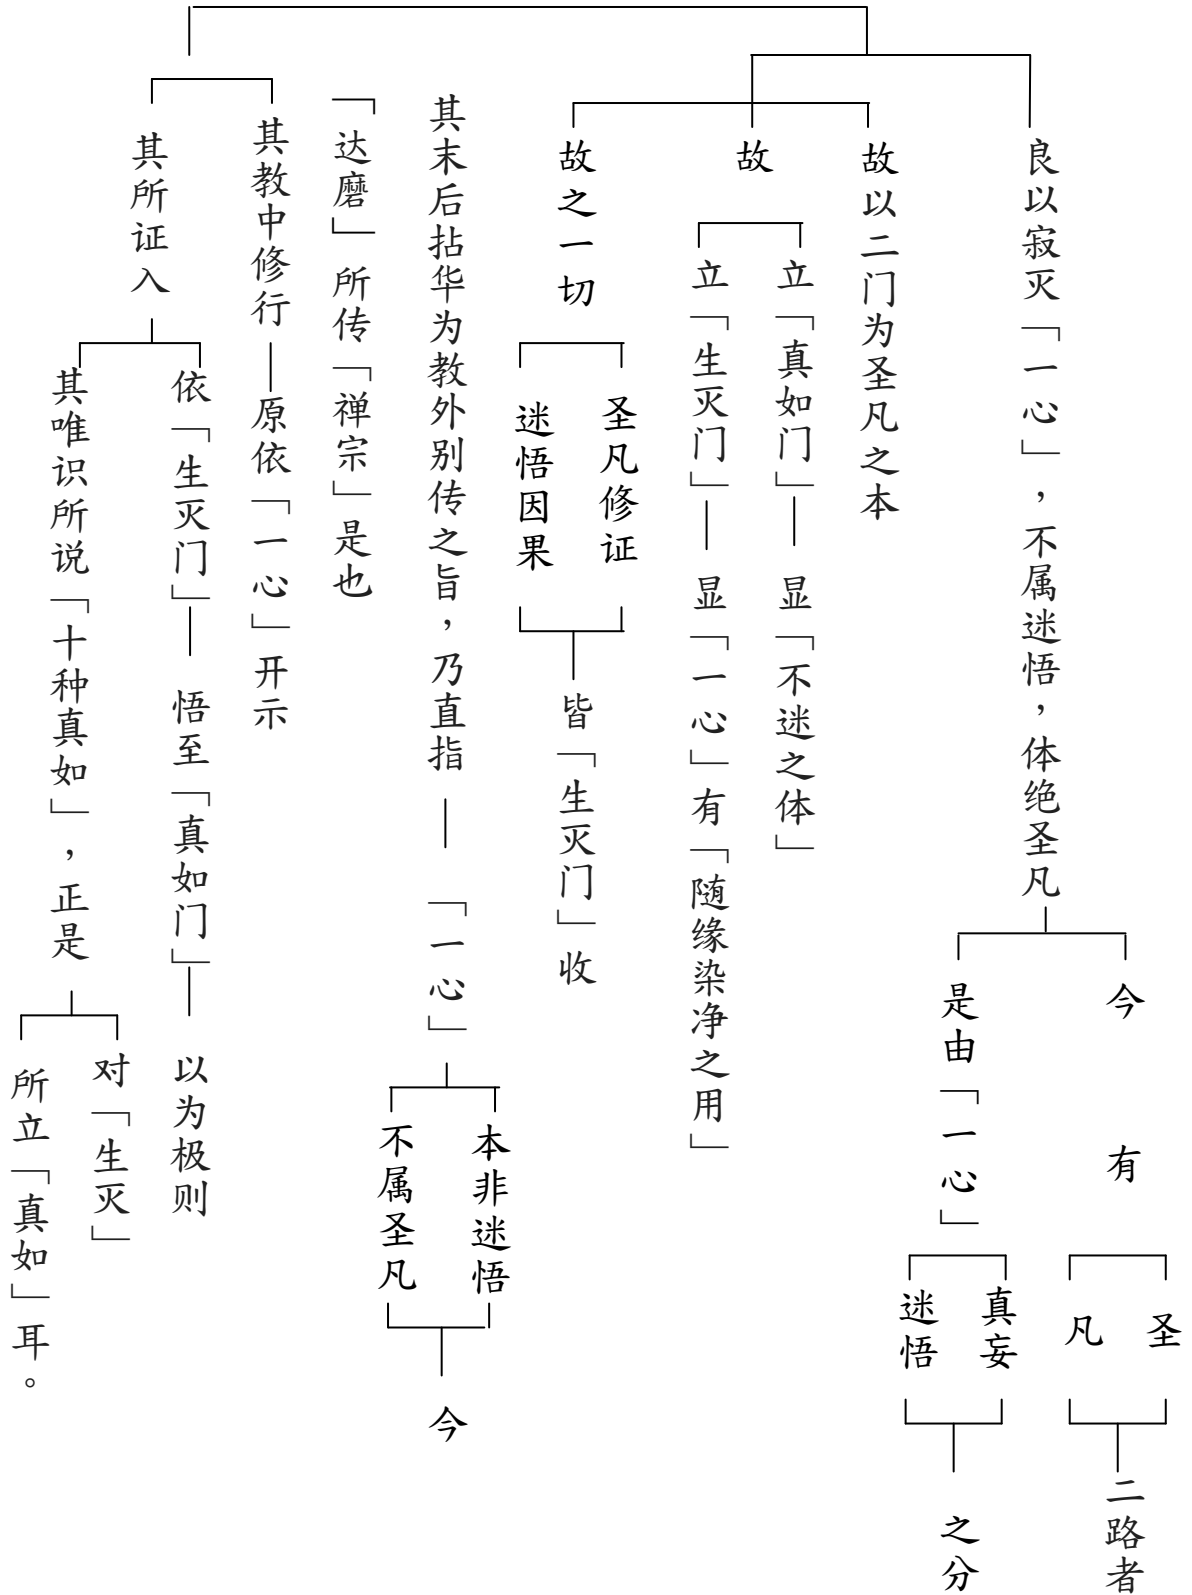 良以寂灭「一心」，不属迷悟，体绝圣凡
今 有
圣
凡
二路者
是由「一心」
真妄
迷悟
之分
故以二门为圣凡之本
故
立「真如门」— 显「不迷之体」
立「生灭门」— 显「一心」有「随缘染净之用」
故之一切
圣凡修证
迷悟因果
皆「生灭门」收
其末后拈华为教外别传之旨，乃直指 — 「一心」
本非迷悟
不属圣凡
今
「达磨」所传「禅宗」是也
其教中修行 — 原依「一心」开示
其所证入
依「生灭门」— 悟至「真如门」— 以为极则
其唯识所说「十种真如」，正是
对「生灭」
所立「真如」耳。